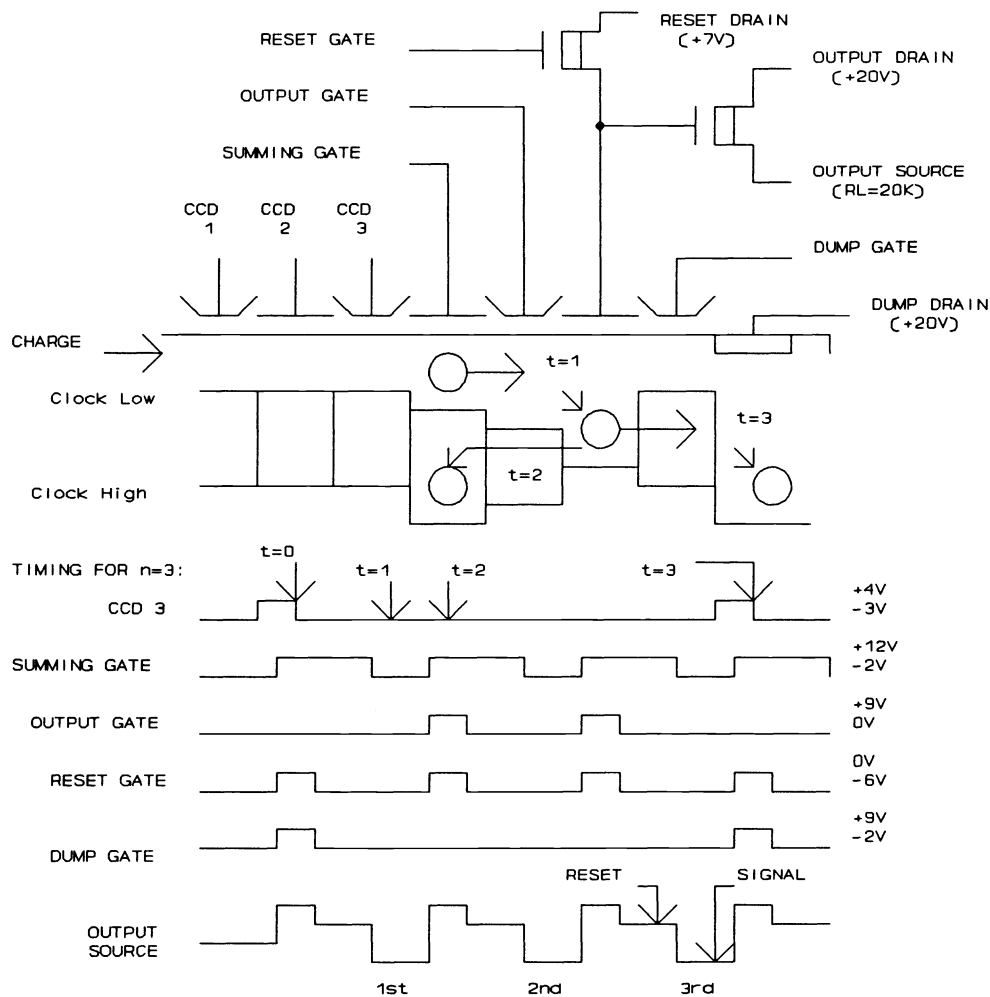 RESET DRAIN
(+7V)
RESET GATE
OUTPUT DRAIN
(+20V)
OUTPUT GATE
SUMMING GATE
OUTPUT SOURCE
(RL=20K)
CCD
1
CCD
2
CCD
3
DUMP GATE
DUMP DRAIN
(+20V)
CHARGE
t=1
Clock Low
t=3
t=2
Clock High
t=0
TIMING FOR n=3:
t=1
t=2
t=3
CCD 3
+4V
-3V
SUMMING GATE
+12V
-2V
OUTPUT GATE
+9V
0V
RESET GATE
0V
-6V
DUMP GATE
+9V
-2V
RESET
SIGNAL
OUTPUT
SOURCE
1st
2nd
3rd